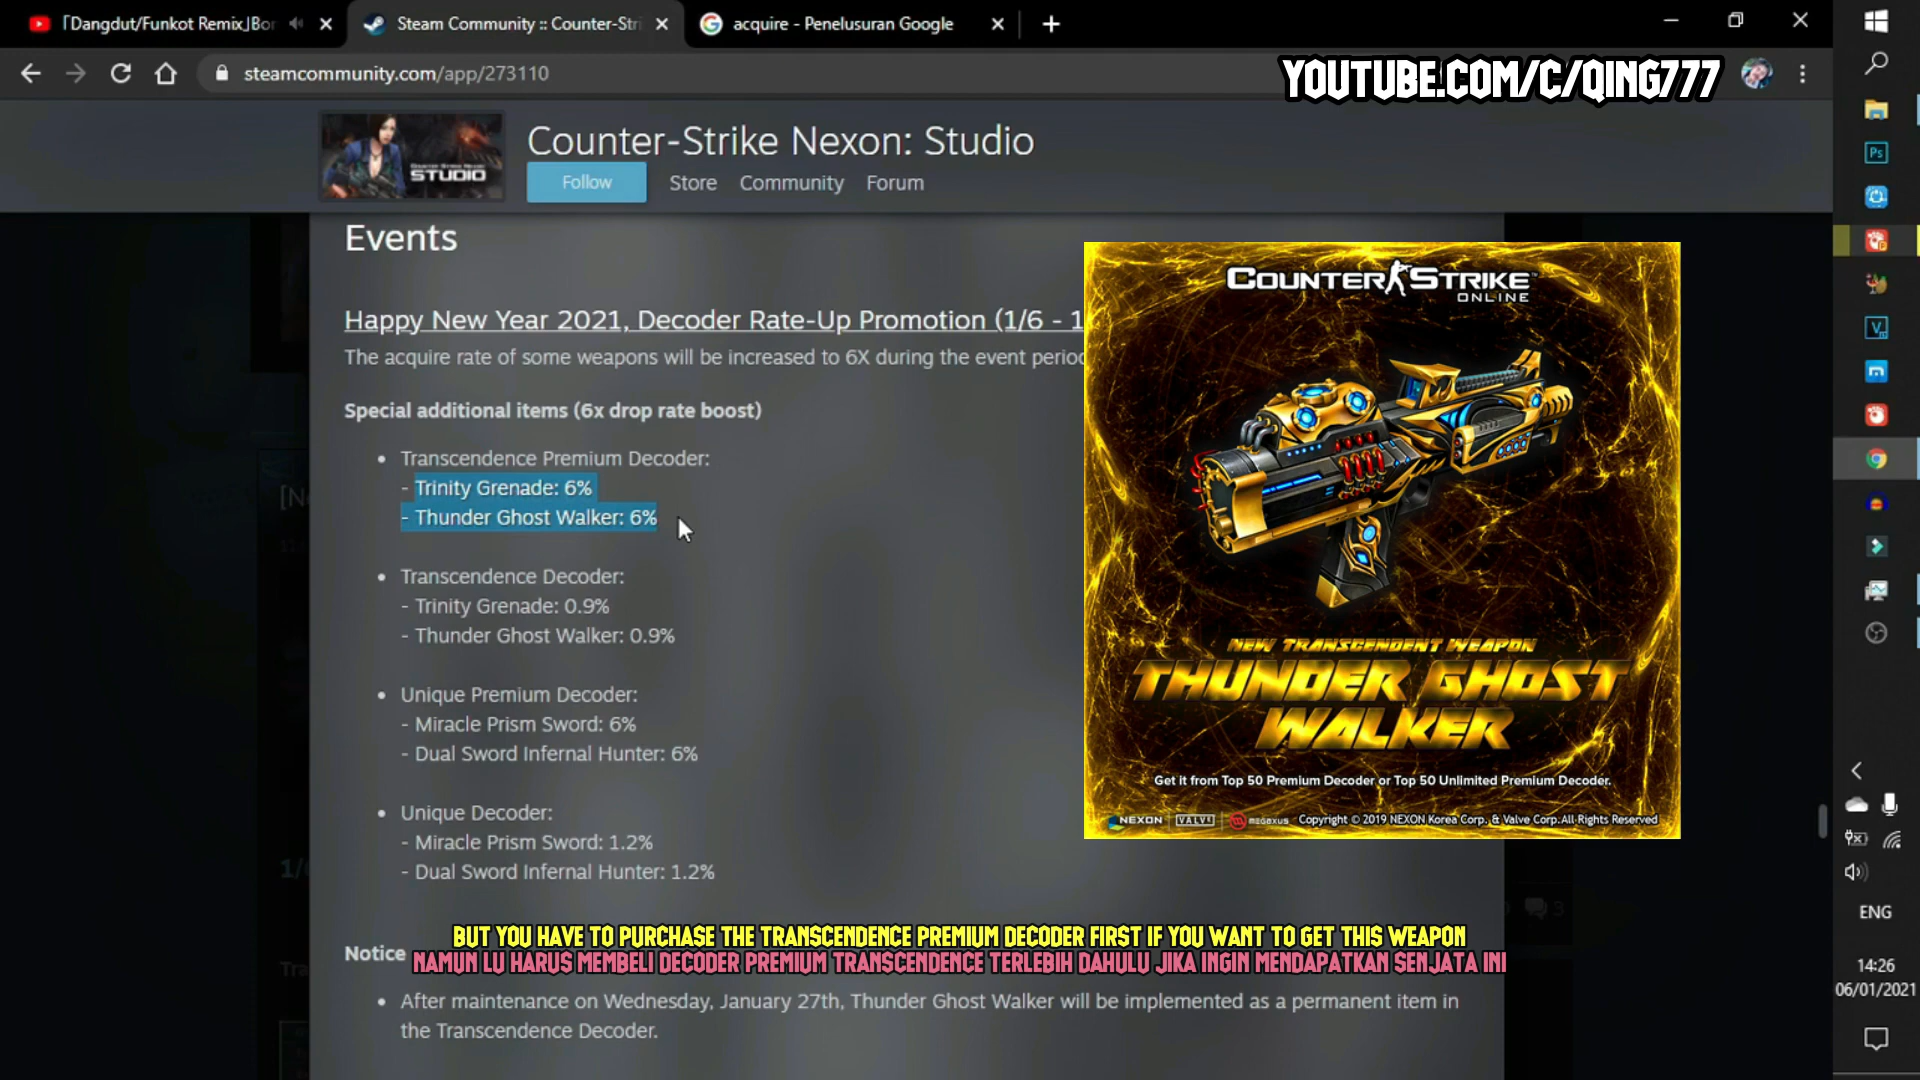 「Dangdut/Funkot Remix」Bor
Steam Community :: Counter-Stri
acquire - Penelusuran Google
steamcommunity.com/app/273110
YOUTUBE.COM/C/QING777
STUDIO
Counter-Strike Nexon: Studio
Follow
Store
Community
Forum
Events
Happy New Year 2021, Decoder Rate-Up Promotion (1/6 - 1
The acquire rate of some weapons will be increased to 6X during the event period
Special additional items (6x drop rate boost)
• Transcendence Premium Decoder:
- Trinity Grenade: 6%
- Thunder Ghost Walker: 6%
• Transcendence Decoder:
- Trinity Grenade: 0.9%
- Thunder Ghost Walker: 0.9%
• Unique Premium Decoder:
- Miracle Prism Sword: 6%
- Dual Sword Infernal Hunter: 6%
• Unique Decoder:
- Miracle Prism Sword: 1.2%
- Dual Sword Infernal Hunter: 1.2%
COUNTER STRIKE
ONLINE
NEW TRANSCENDENT WEAPON
THUNDER GHOST
WALKER
Get it from Top 50 Premium Decoder or Top 50 Unlimited Premium Decoder.
NEXON VALVE MEGAXUS Copyright © 2019 NEXON Korea Corp. & Valve Corp.All Rights Reserved
BUT YOU HAVE TO PURCHASE THE TRANSCENDENCE PREMIUM DECODER FIRST IF YOU WANT TO GET THIS WEAPON
Notice
NAMUN LU HARUS MEMBELI DECODER PREMIUM TRANSCENDENCE TERLEBIH DAHULU JIKA INGIN MENDAPATKAN SENJATA INI
• After maintenance on Wednesday, January 27th, Thunder Ghost Walker will be implemented as a permanent item in
the Transcendence Decoder.
Ps
ENG
14:26
06/01/2021